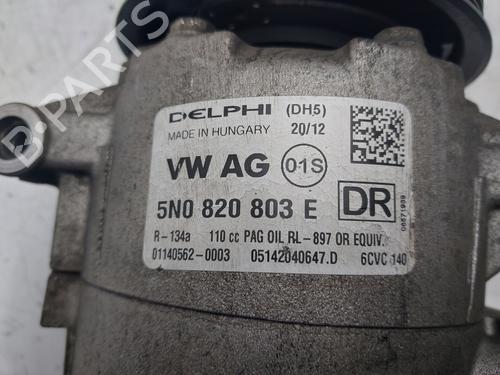 DELPHI (DH5)
MADE IN HUNGARY 20/12
VW AG 01S
5N0 820 803 E DR
R-134a 110 cc PAG OIL RL-897 OR EQUIV.
01140562-0003 05142040647.D 6CVC 140
08671989